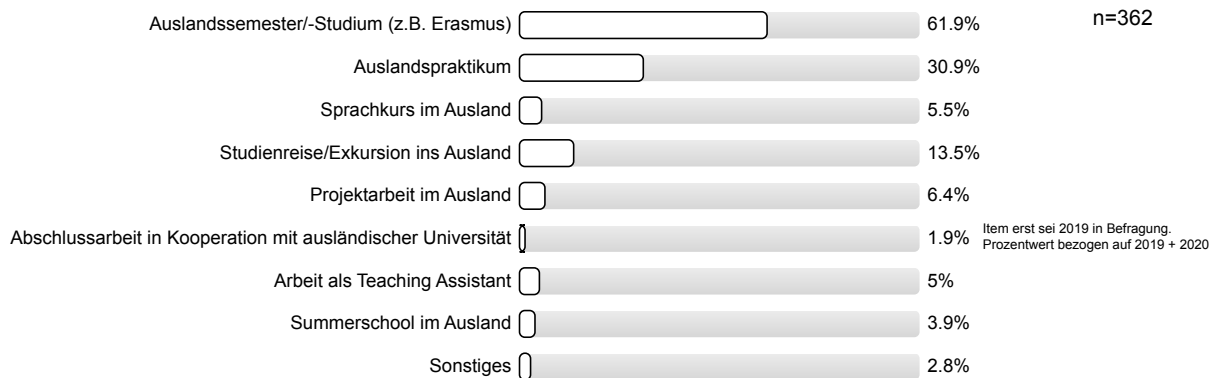 Auslandssemester/-Studium (z.B. Erasmus) 61.9% n=362
Auslandspraktikum 30.9%
Sprachkurs im Ausland 5.5%
Studienreise/Exkursion ins Ausland 13.5%
Projektarbeit im Ausland 6.4%
Abschlussarbeit in Kooperation mit ausländischer Universität 1.9% Item erst sei 2019 in Befragung.
Prozentwert bezogen auf 2019 + 2020
Arbeit als Teaching Assistant 5%
Summerschool im Ausland 3.9%
Sonstiges 2.8%